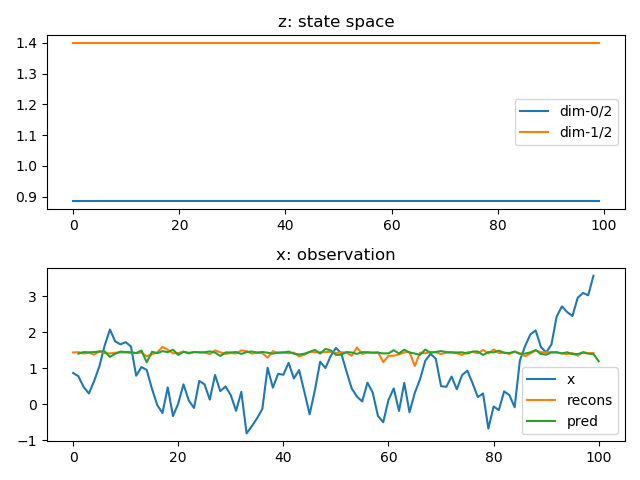 z: state space
1.4
1.3
1.2
1.1
1.0
0.9
dim-0/2
dim-1/2
0 20 40 60 80 100
x: observation
3
2
1
0
−1
x
recons
pred
0 20 40 60 80 100